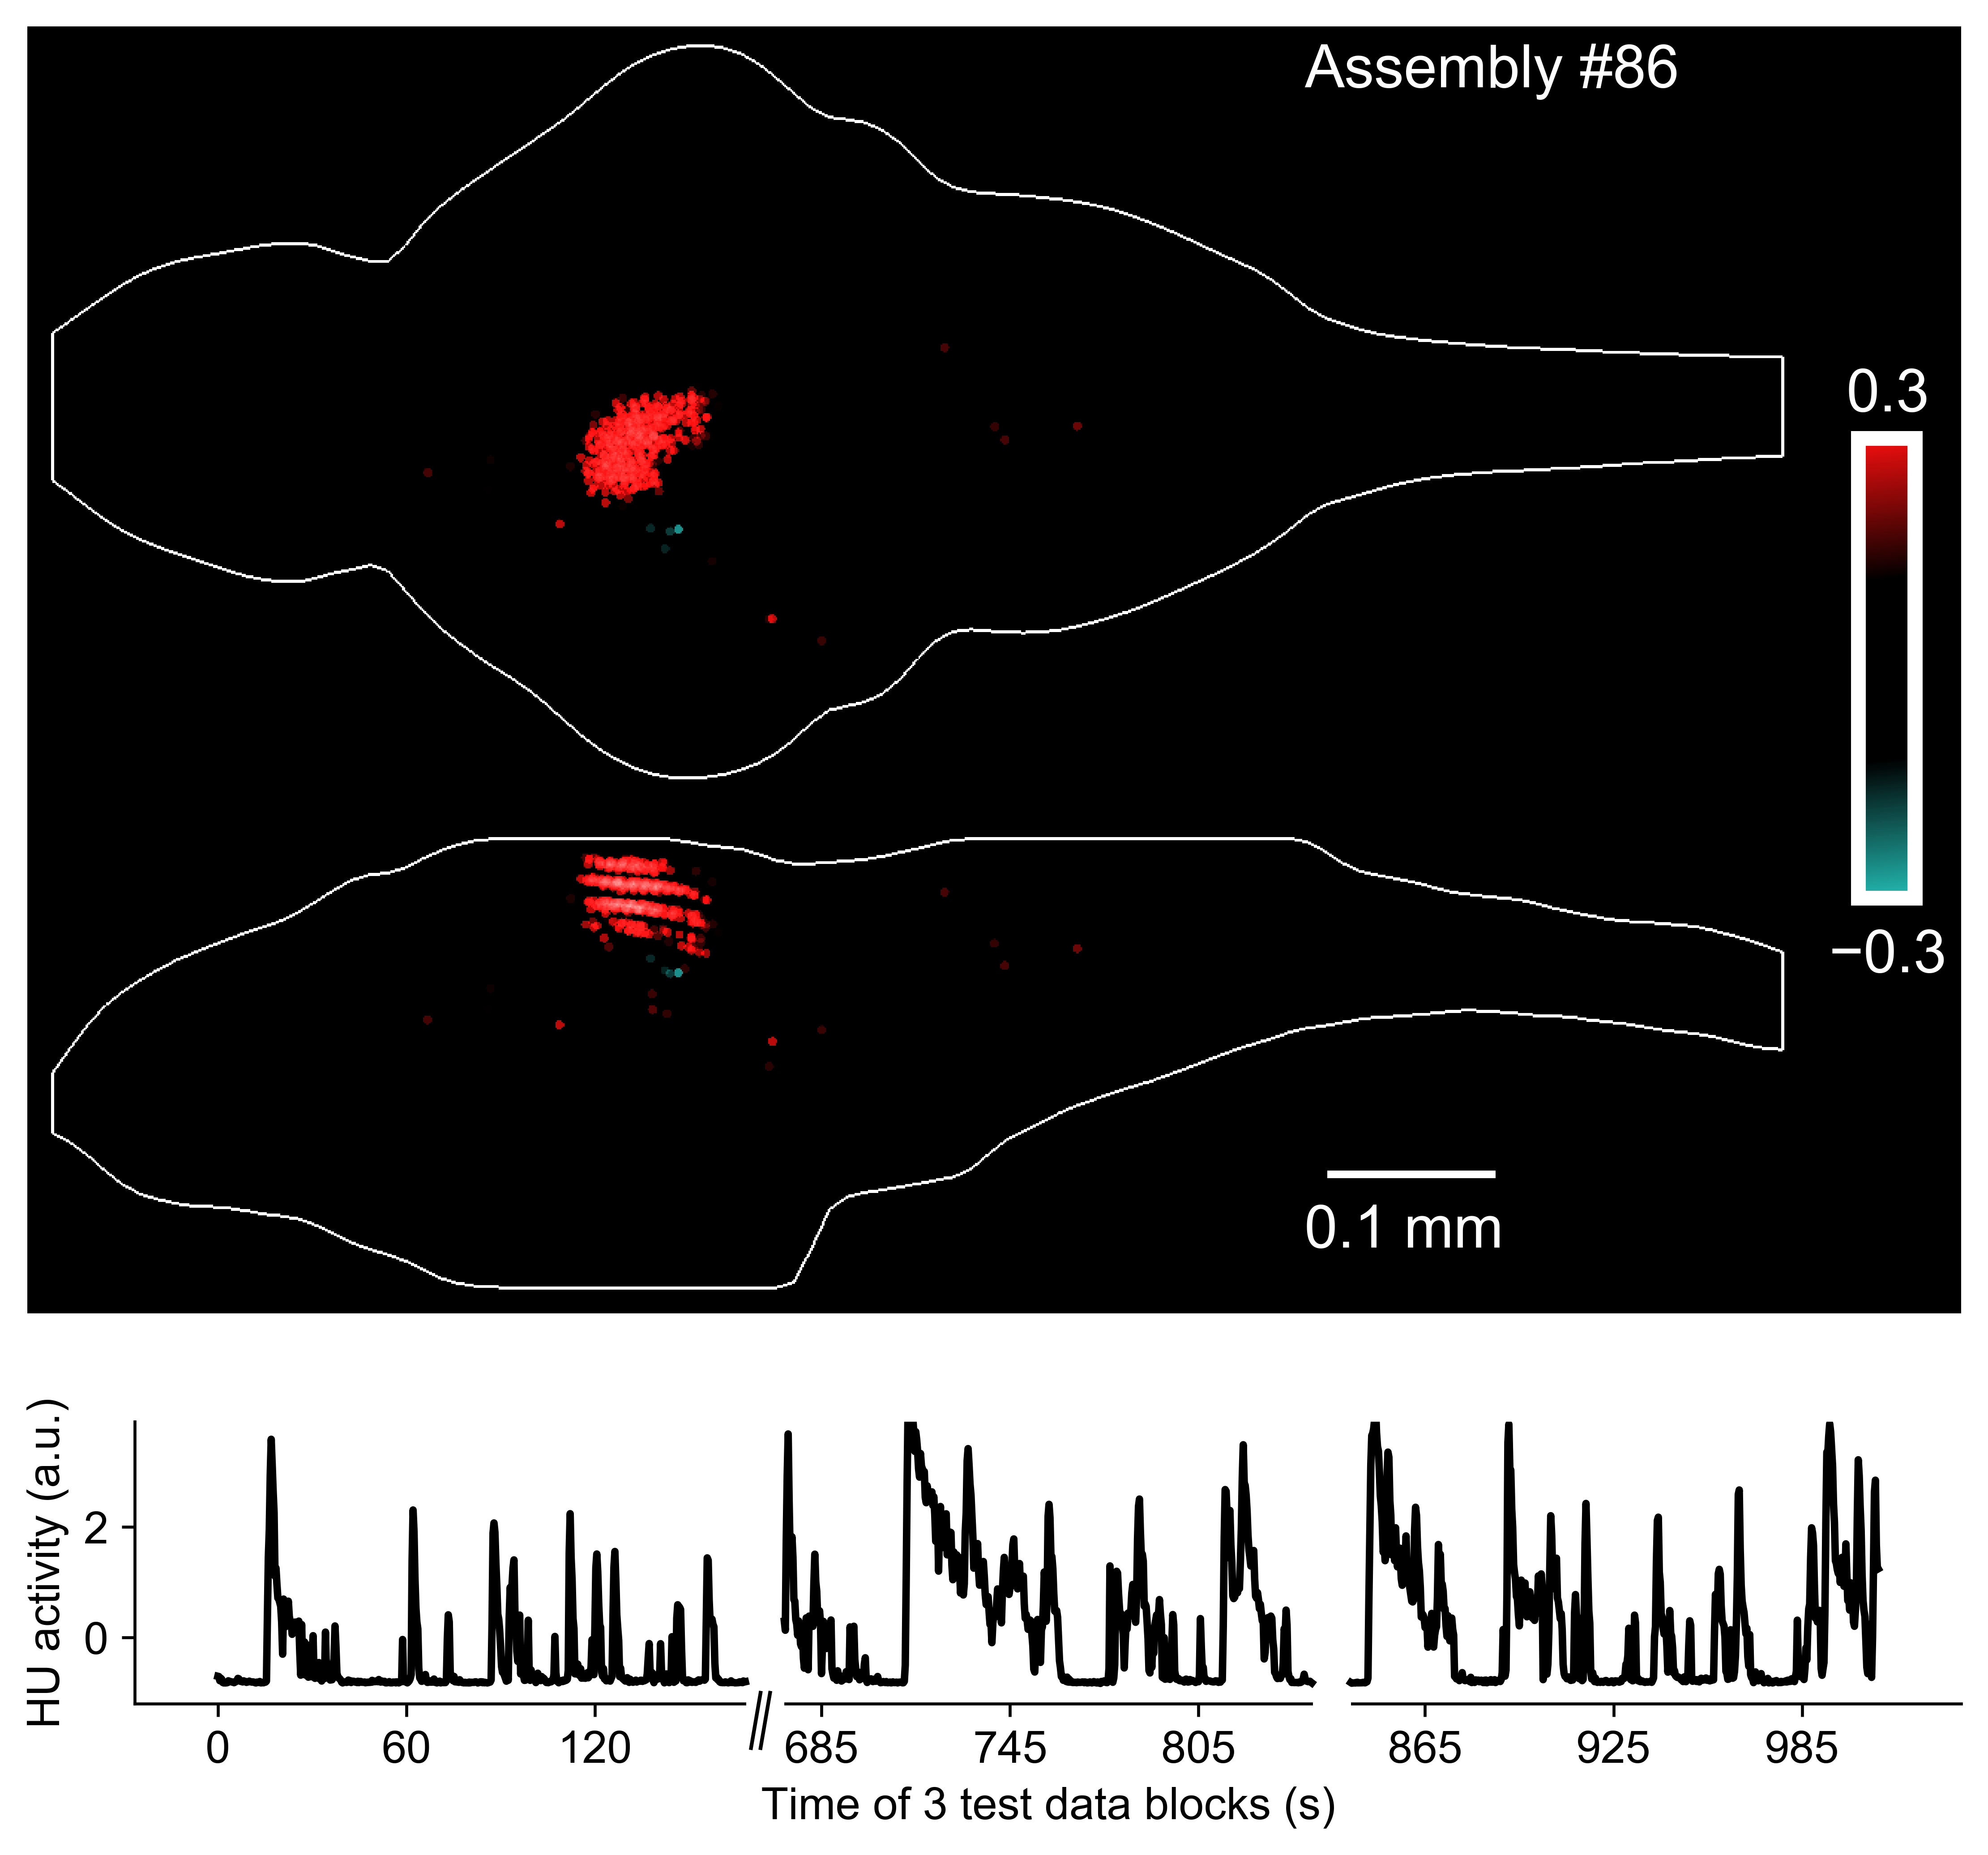 Assembly #86
0.3
−0.3
0.1 mm
HU activity (a.u.)
2
0
0 60 120 685 745 805 865 925 985
Time of 3 test data blocks (s)